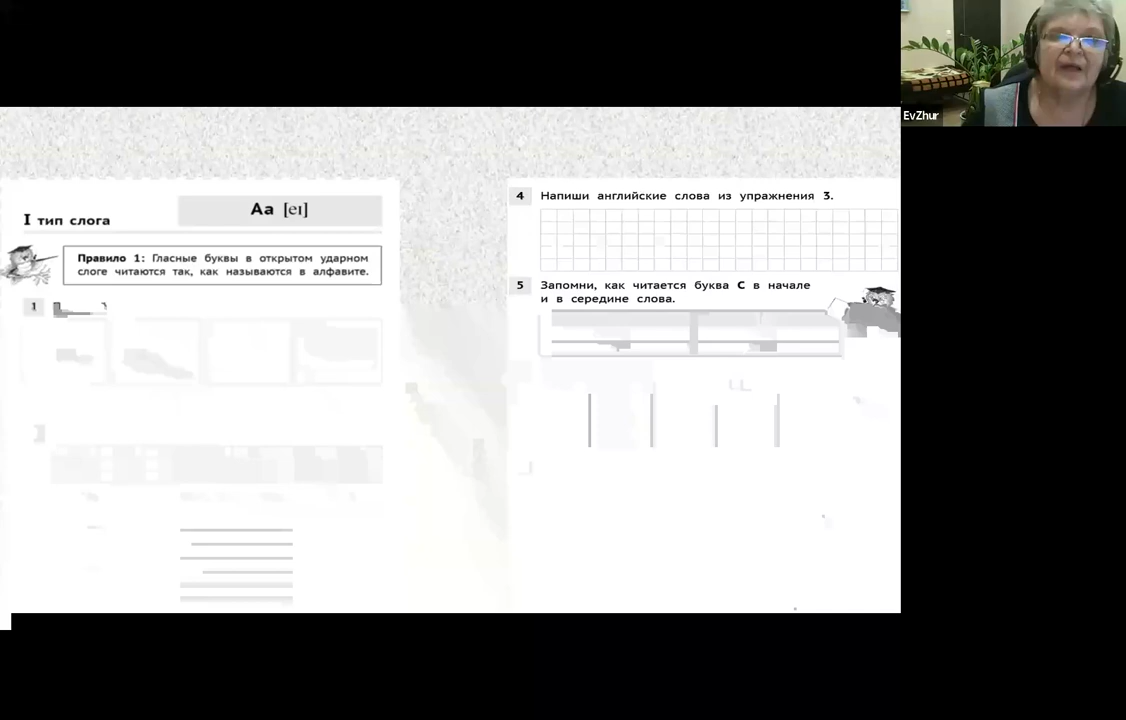 EvZhur
I тип слога
Аа [eɪ]
Правило 1: Гласные буквы в открытом ударном
слоге читаются так, как называются в алфавите.
1
4 Напиши английские слова из упражнения 3.
5 Запомни, как читается буква С в начале
и в середине слова.